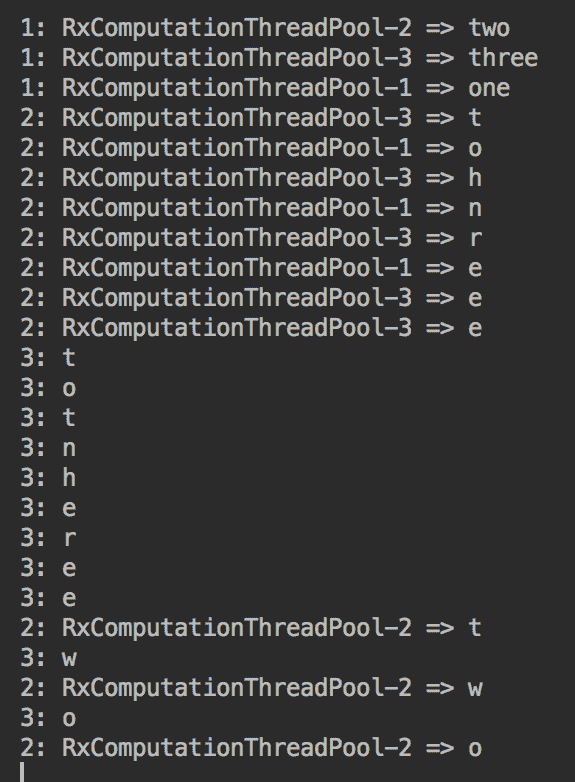 1: RxComputationThreadPool-2 => two
1: RxComputationThreadPool-3 => three
1: RxComputationThreadPool-1 => one
2: RxComputationThreadPool-3 => t
2: RxComputationThreadPool-1 => o
2: RxComputationThreadPool-3 => h
2: RxComputationThreadPool-1 => n
2: RxComputationThreadPool-3 => r
2: RxComputationThreadPool-1 => e
2: RxComputationThreadPool-3 => e
2: RxComputationThreadPool-3 => e
3: t
3: o
3: t
3: n
3: h
3: e
3: r
3: e
3: e
2: RxComputationThreadPool-2 => t
3: w
2: RxComputationThreadPool-2 => w
3: o
2: RxComputationThreadPool-2 => o